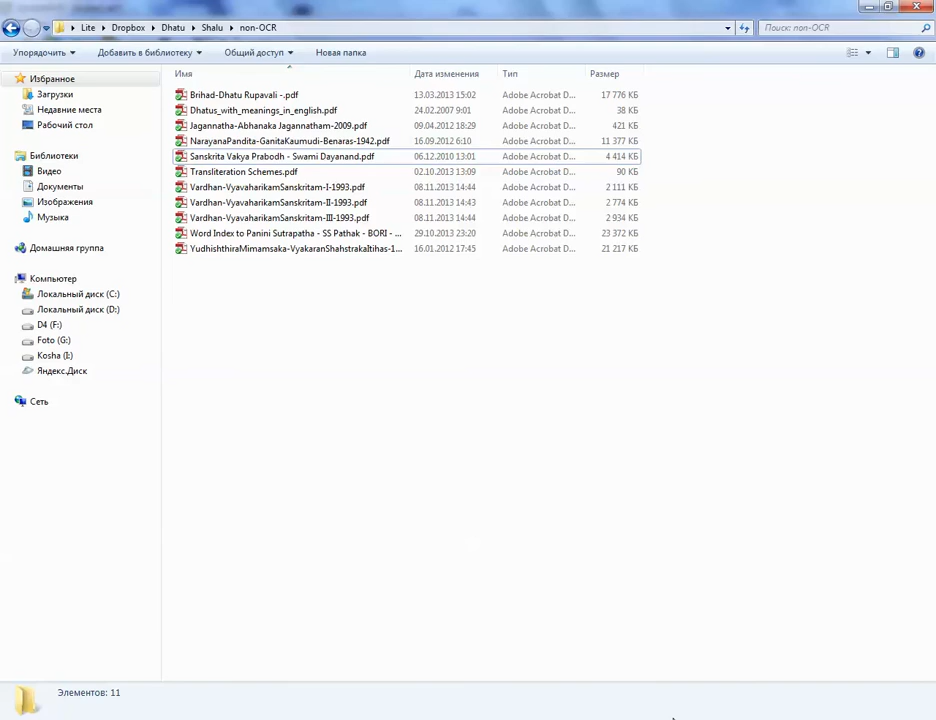 Lite ▸ Dropbox ▸ Dhatu ▸ Shalu ▸ non-OCR
Поиск: non-OCR
Упорядочить Добавить в библиотеку Общий доступ Новая папка
Избранное
Загрузки
Недавние места
Рабочий стол
Библиотеки
Видео
Документы
Изображения
Музыка
Домашняя группа
Компьютер
Локальный диск (C:)
Локальный диск (D:)
D4 (F:)
Foto (G:)
Kosha (I:)
Яндекс.Диск
Сеть
Имя Дата изменения Тип Размер
Brihad-Dhatu Rupavali -.pdf 13.03.2013 15:02 Adobe Acrobat D... 17 776 КБ
Dhatus_with_meanings_in_english.pdf 24.02.2007 9:01 Adobe Acrobat D... 38 КБ
Jagannatha-Abhanaka Jagannatham-2009.pdf 09.04.2012 18:29 Adobe Acrobat D... 421 КБ
NarayanaPandita-GanitaKaumudi-Benaras-1942.pdf 16.09.2012 6:10 Adobe Acrobat D... 11 377 КБ
Sanskrita Vakya Prabodh - Swami Dayanand.pdf 06.12.2010 13:01 Adobe Acrobat D... 4 414 КБ
Transliteration Schemes.pdf 02.10.2013 13:09 Adobe Acrobat D... 90 КБ
Vardhan-VyavaharikamSanskritam-I-1993.pdf 08.11.2013 14:44 Adobe Acrobat D... 2 111 КБ
Vardhan-VyavaharikamSanskritam-II-1993.pdf 08.11.2013 14:43 Adobe Acrobat D... 2 774 КБ
Vardhan-VyavaharikamSanskritam-III-1993.pdf 08.11.2013 14:44 Adobe Acrobat D... 2 934 КБ
Word Index to Panini Sutrapatha - SS Pathak - BORI - ... 29.10.2013 23:20 Adobe Acrobat D... 23 372 КБ
YudhishthiraMimamsaka-VyakaranShahstrakaItihas-1... 16.01.2012 17:45 Adobe Acrobat D... 21 217 КБ
Элементов: 11